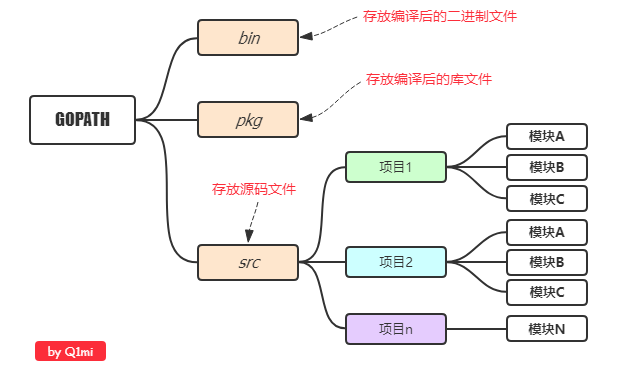 存放编译后的二进制文件
bin
存放编译后的库文件
GOPATH
pkg
模块A
项目1
模块B
存放源码文件
模块C
模块A
src
项目2
模块B
模块C
项目n
模块N
by Q1mi